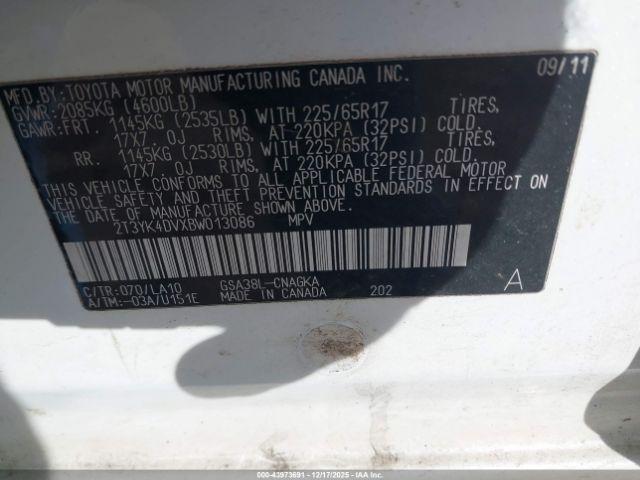 MFD.BY:TOYOTA MOTOR MANUFACTURING CANADA INC. 09/11
GVWR:2085KG (4600LB)
GAWR:FRT. 1145KG (2535LB) WITH 225/65R17 TIRES,
17X7 0J RIMS, AT 220KPA (32PSI) COLD.
RR. 1145KG (2530LB) WITH 225/65R17 TIRES,
17X7 0J RIMS, AT 220KPA (32PSI) COLD.
THIS VEHICLE CONFORMS TO ALL APPLICABLE FEDERAL MOTOR
VEHICLE SAFETY AND THEFT PREVENTION STANDARDS IN EFFECT ON
THE DATE OF MANUFACTURE SHOWN ABOVE.
2T3YK4DVXBW013086 MPV
C/TR:070/LA10 GSA38L-CNAGKA A
A/TM:-03A/U151E MADE IN CANADA 202
00-43973691 - 12/17/2025 - Copyright © IAA, LLC